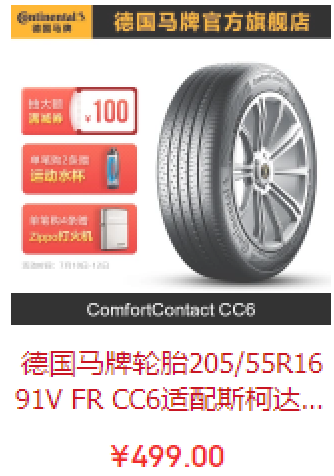 Continental
德国马牌
德国马牌官方旗舰店
抽大额
满减券
¥100
单笔购2条赠
运动水杯
单笔购4条赠
Zippo打火机
ComfortContact CC6
德国马牌轮胎205/55R16
91V FR CC6适配斯柯达...
¥499.00